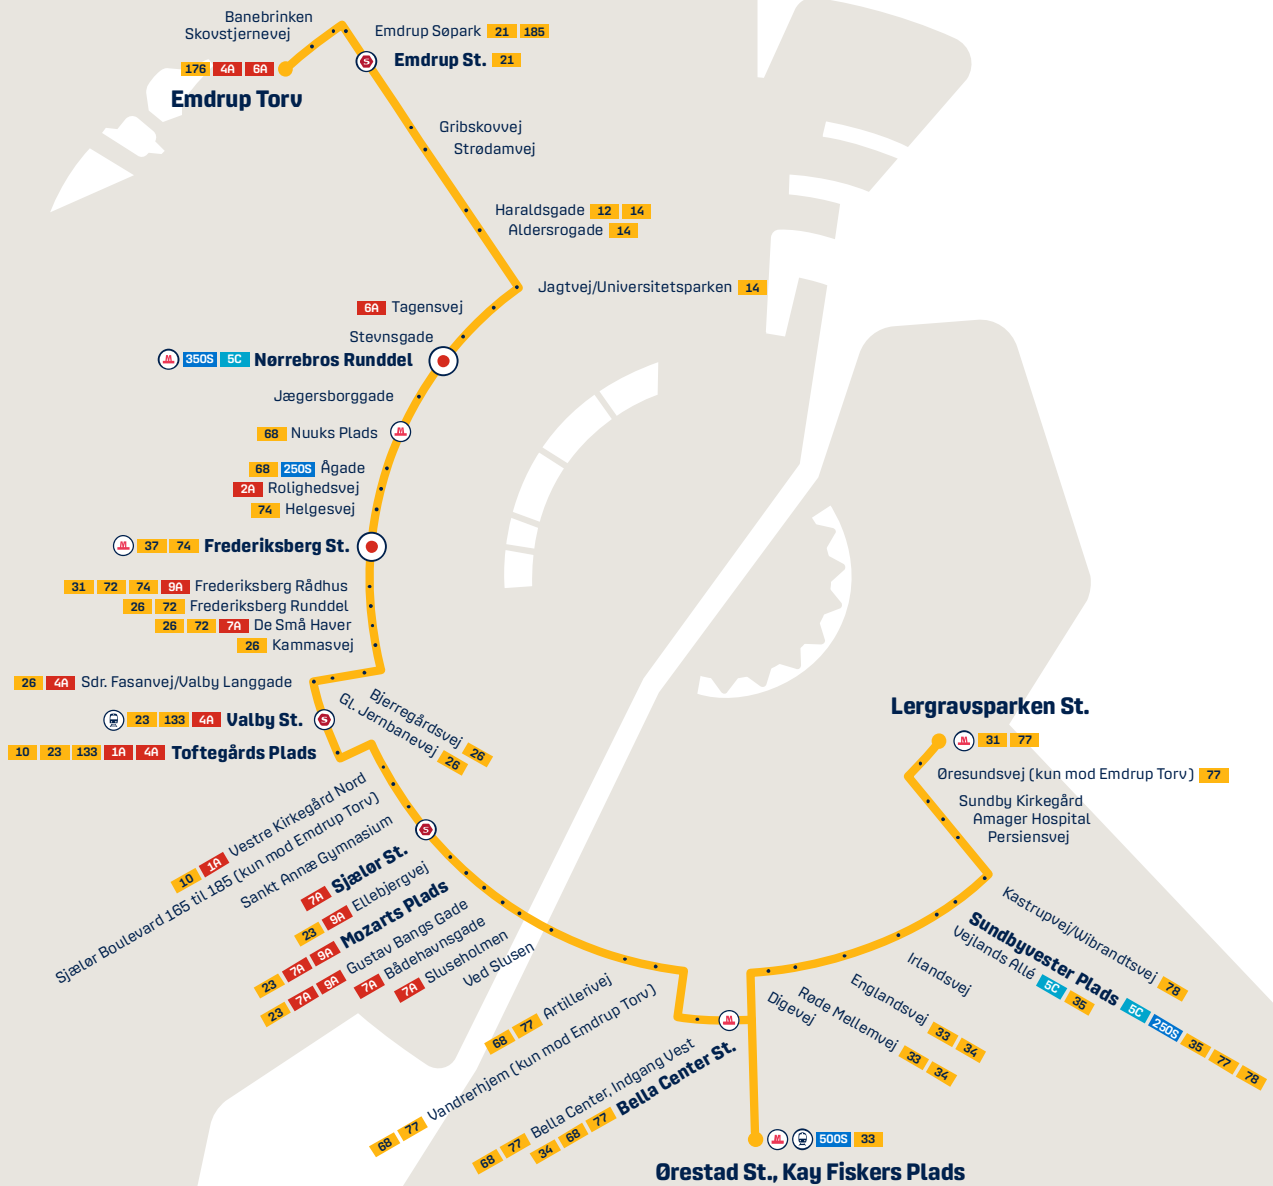 Banebrinken
Skovstjernevej
176 4A 6A
Emdrup Torv
Emdrup Søpark 21 185
S Emdrup St. 21
Gribskovvej
Strødamvej
Haraldsgade 12 14
Aldersrogade 14
Jagtvej/Universitetsparken 14
6A Tagensvej
Stevnsgade
M 350S 5C Nørrebros Runddel
Jægersborggade
68 Nuuks Plads M
68 250S Ågade
2A Rolighedsvej
74 Helgesvej
M 37 74 Frederiksberg St.
31 72 74 9A Frederiksberg Rådhus
26 72 Frederiksberg Runddel
26 72 7A De Små Haver
26 Kammasvej
26 4A Sdr. Fasanvej/Valby Langgade
Bjerregårdsvej 26
Gl. Jernbanevej 26
23 133 4A Valby St. S
10 23 133 1A 4A Toftegårds Plads
10 1A Vestre Kirkegård Nord
Sjælør Boulevard 165 til 185 (kun mod Emdrup Torv)
Sankt Annæ Gymnasium
7A Sjælør St. S
23 9A Ellebjergvej
23 7A 9A Mozarts Plads
23 7A 9A Gustav Bangs Gade
7A Bådehavnsgade
7A Sluseholmen
Ved Slusen
68 77 Artillerivej
68 77 Vandrerhjem (kun mod Emdrup Torv)
68 77 Bella Center, Indgang Vest
34 68 77 Bella Center St. M
M 500S 33
Ørestad St., Kay Fiskers Plads
Digevej
Røde Mellemvej 33 34
Englandsvej 33 34
Irlandsvej
Vejlands Allé 5C 35
Sundbyvester Plads 5C 250S 35 77 78
Kastrupvej/Wibrandtsvej 78
Persiensvej
Amager Hospital
Sundby Kirkegård
Øresundsvej (kun mod Emdrup Torv) 77
M 31 77
Lergravsparken St.